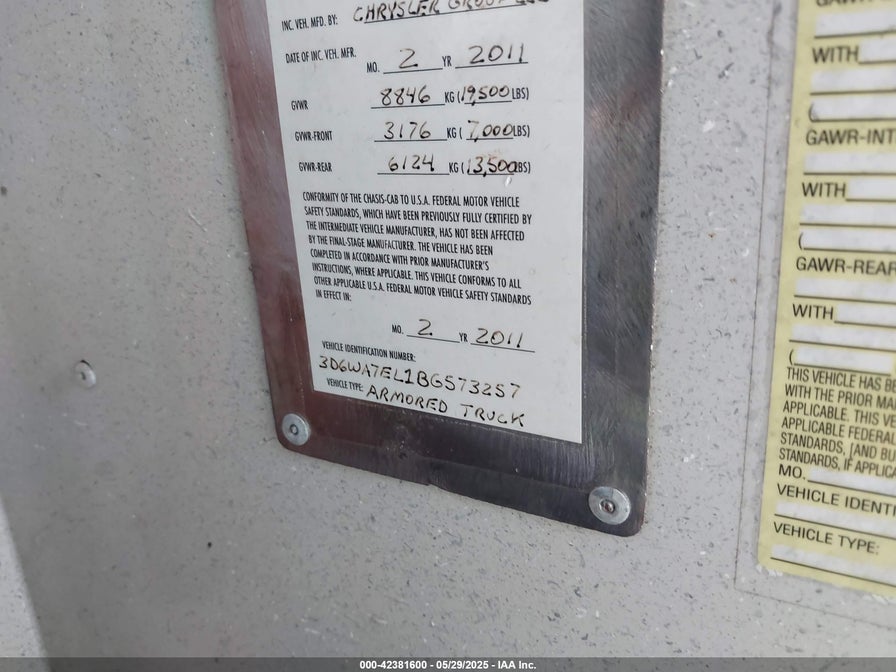 INC. VEH. MFD. BY: CHRYSLER GROUP LLC
DATE OF INC. VEH. MFR.
MO. 2 YR 2011
GVWR 8846 KG (19,500 LBS)
GVWR-FRONT 3176 KG (7,000 LBS)
GVWR-REAR 6124 KG (13,500 LBS)
CONFORMITY OF THE CHASIS-CAB TO U.S.A. FEDERAL MOTOR VEHICLE
SAFETY STANDARDS, WHICH HAVE BEEN PREVIOUSLY FULLY CERTIFIED BY
THE INTERMEDIATE VEHICLE MANUFACTURER, HAS NOT BEEN AFFECTED
BY THE FINAL-STAGE MANUFACTURER. THE VEHICLE HAS BEEN
COMPLETED IN ACCORDANCE WITH PRIOR MANUFACTURER'S
INSTRUCTIONS, WHERE APPLICABLE. THIS VEHICLE CONFORMS TO ALL
OTHER APPLICABLE U.S.A. FEDERAL MOTOR VEHICLE SAFETY STANDARDS
IN EFFECT IN:
MO. 2 YR 2011
VEHICLE IDENTIFICATION NUMBER:
3D6WA7EL1BG573257
VEHICLE TYPE: ARMORED TRUCK
WITH
(
GAWR-INT
WITH
(
GAWR-REAR
WITH
(
THIS VEHICLE HAS B
WITH THE PRIOR MA
APPLICABLE. THIS VE
APPLICABLE FEDERA
STANDARDS, [AND BU
STANDARDS, IF APPLICA
MO.
VEHICLE IDENTI
VEHICLE TYPE:
000-42381600 - 05/29/2025 - IAA Inc.